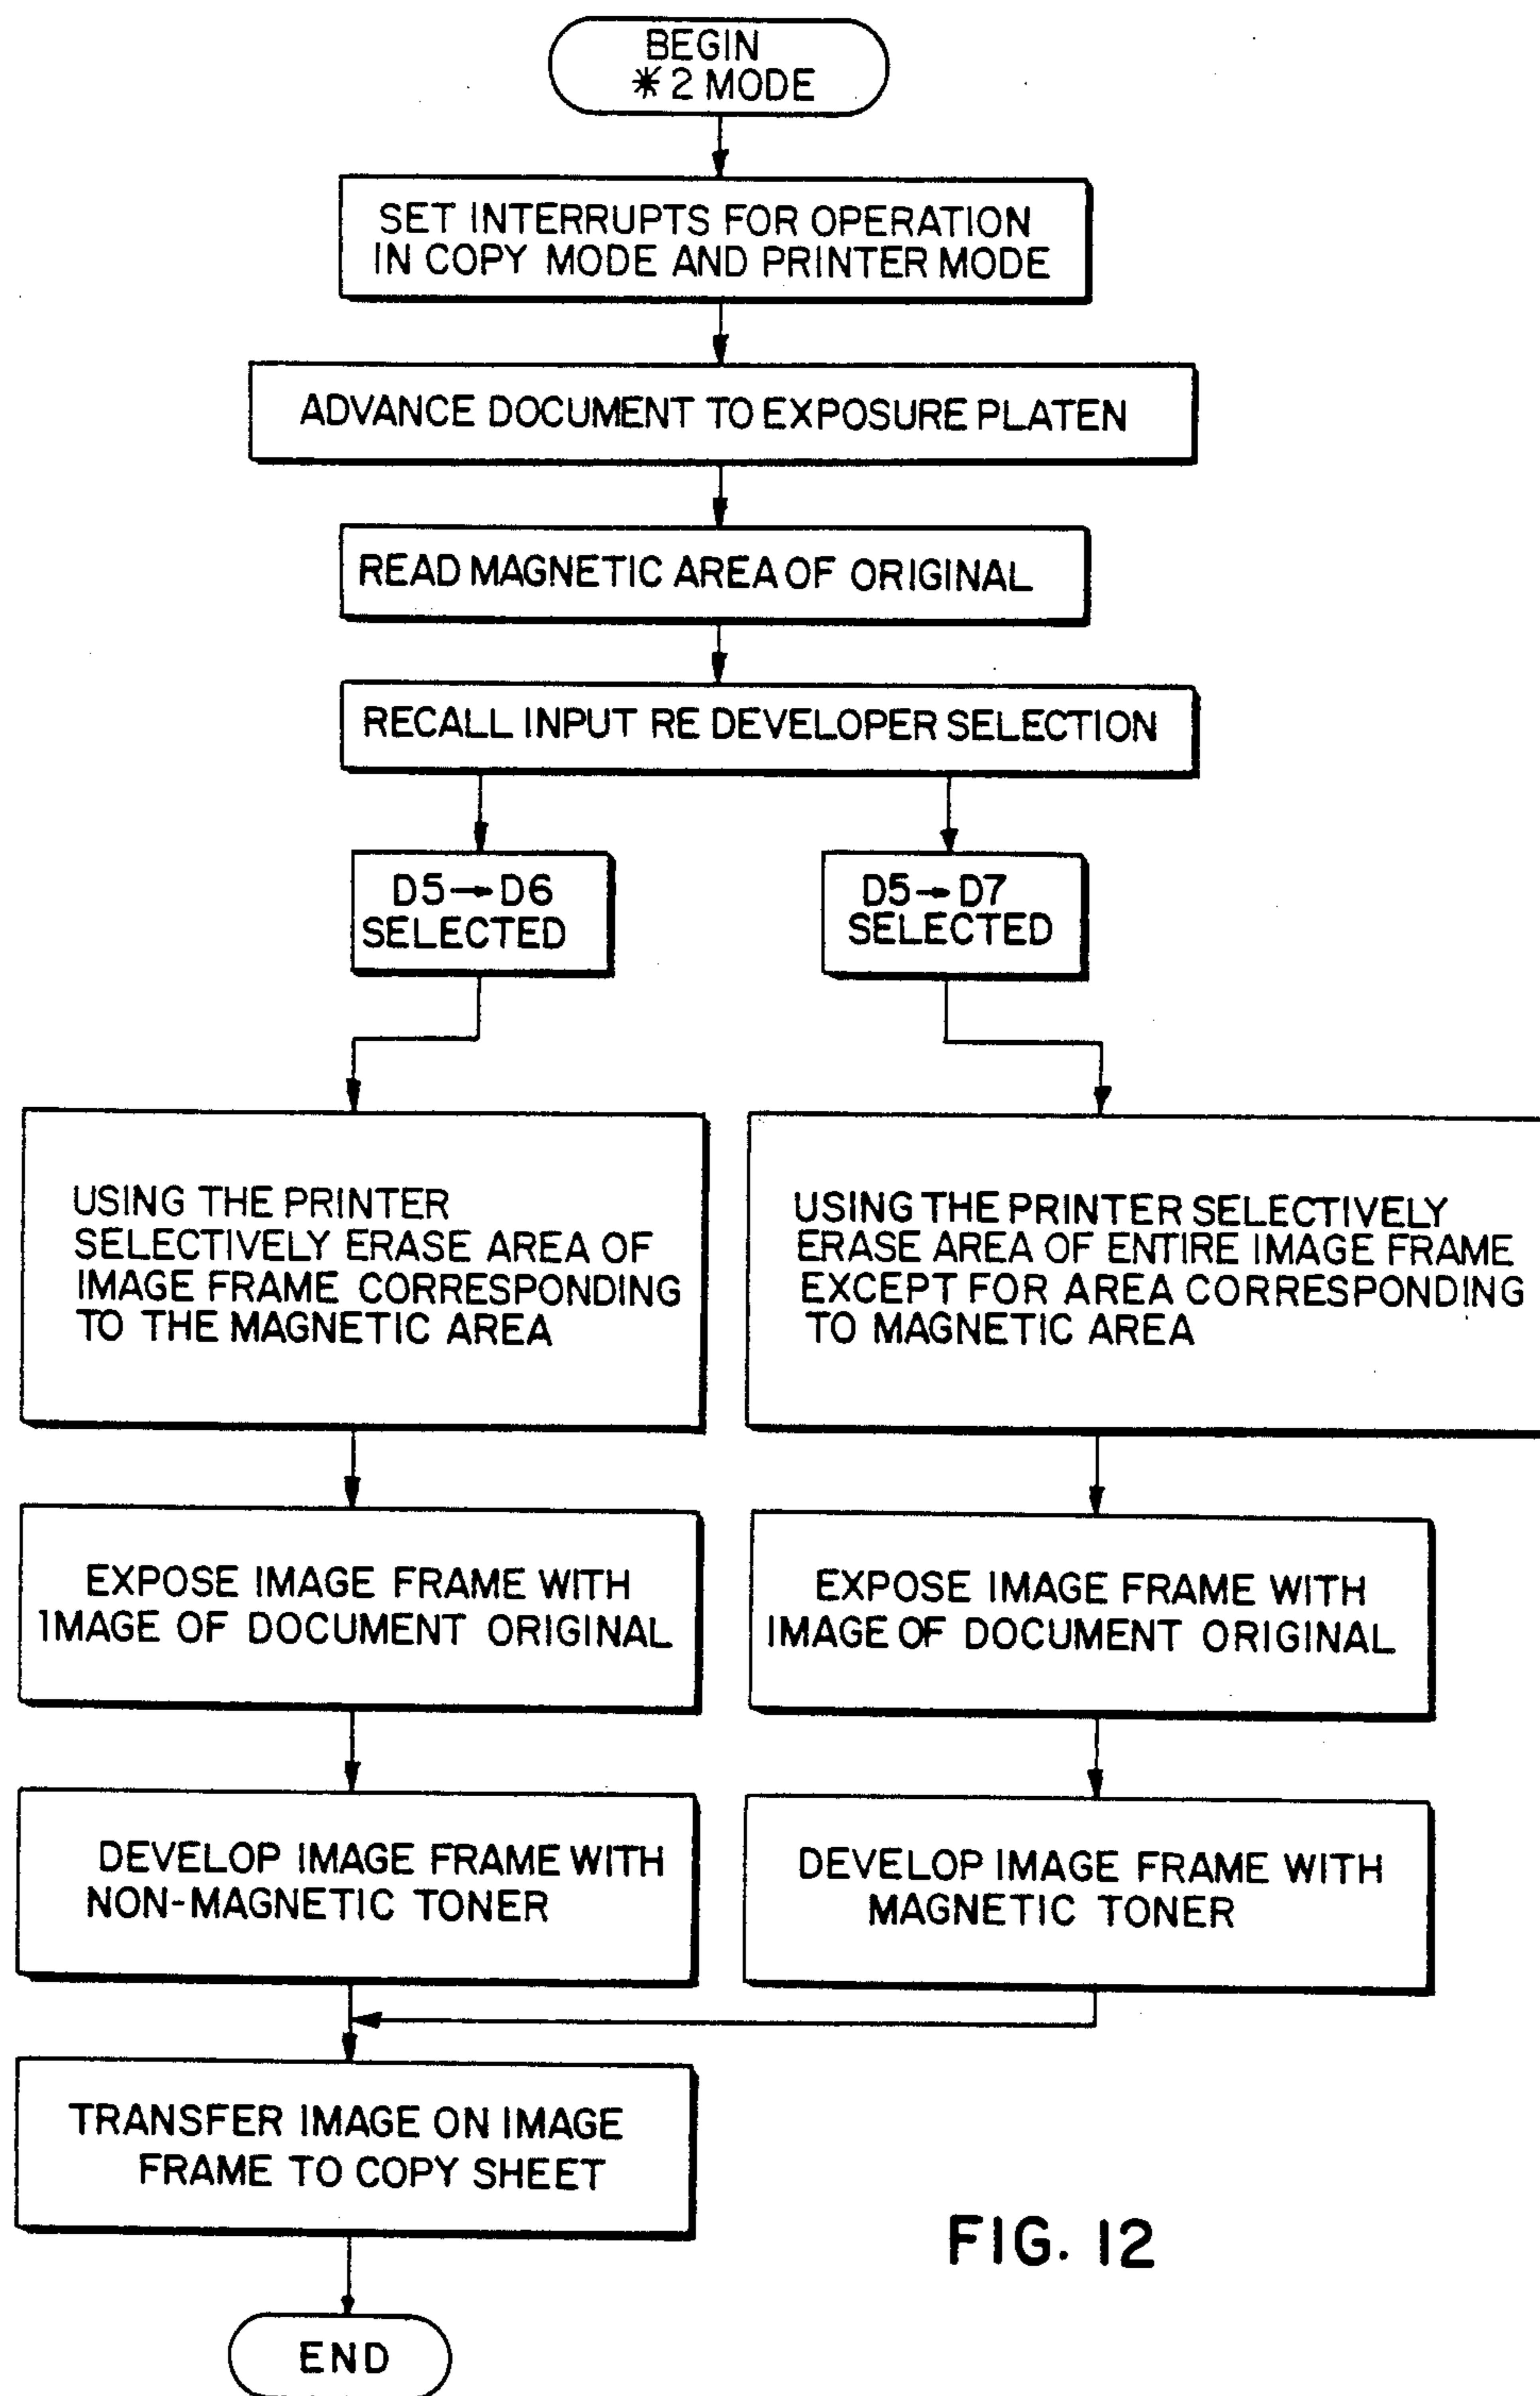 BEGIN
*2 MODE
SET INTERRUPTS FOR OPERATION
IN COPY MODE AND PRINTER MODE
ADVANCE DOCUMENT TO EXPOSURE PLATEN
READ MAGNETIC AREA OF ORIGINAL
RECALL INPUT RE DEVELOPER SELECTION
D5→D6
SELECTED
D5→D7
SELECTED
USING THE PRINTER
SELECTIVELY ERASE AREA OF
IMAGE FRAME CORRESPONDING
TO THE MAGNETIC AREA
USING THE PRINTER SELECTIVELY
ERASE AREA OF ENTIRE IMAGE FRAME
EXCEPT FOR AREA CORRESPONDING
TO MAGNETIC AREA
EXPOSE IMAGE FRAME WITH
IMAGE OF DOCUMENT ORIGINAL
EXPOSE IMAGE FRAME WITH
IMAGE OF DOCUMENT ORIGINAL
DEVELOP IMAGE FRAME WITH
NON-MAGNETIC TONER
DEVELOP IMAGE FRAME WITH
MAGNETIC TONER
TRANSFER IMAGE ON IMAGE
FRAME TO COPY SHEET
END
FIG. 12